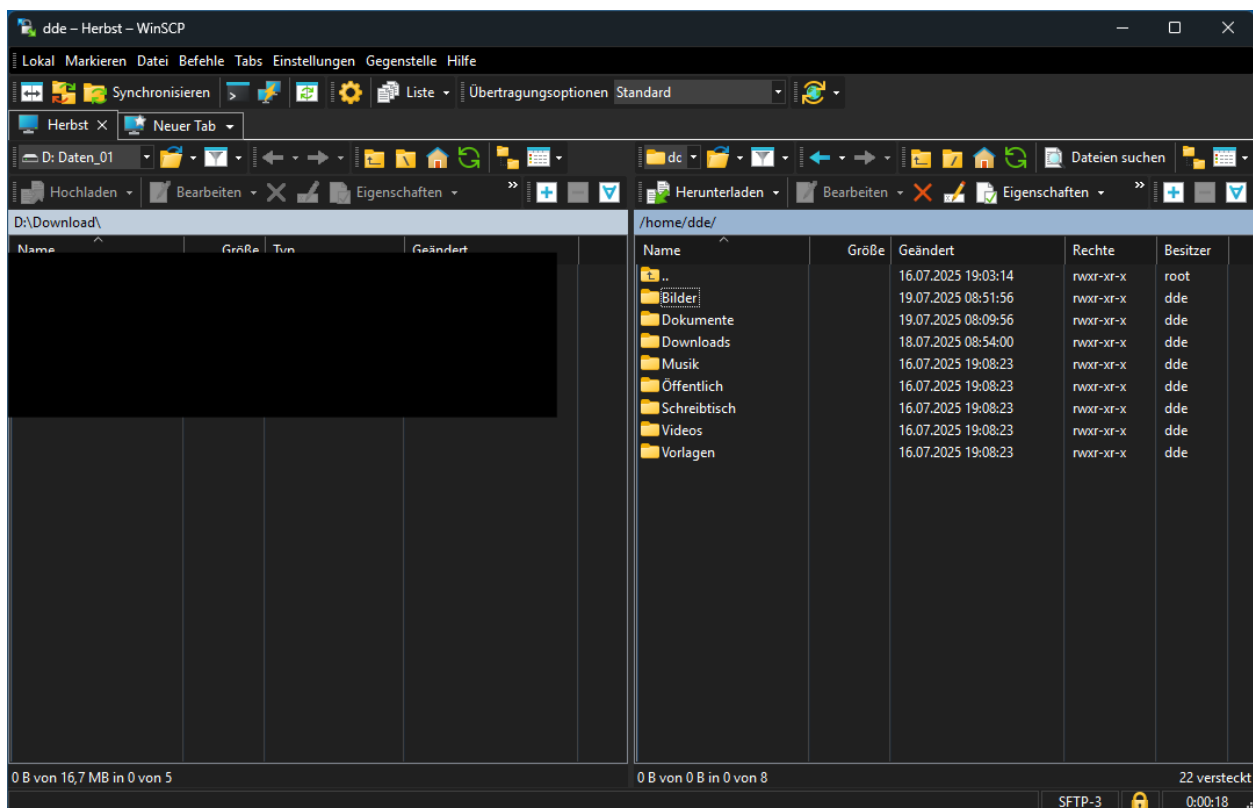 dde – Herbst – WinSCP
Lokal Markieren Datei Befehle Tabs Einstellungen Gegenstelle Hilfe
Synchronisieren Liste Übertragungsoptionen Standard
Herbst Neuer Tab
D: Daten_01
Hochladen Bearbeiten Eigenschaften »
D:\Download\
Name Größe Typ Geändert
0 B von 16,7 MB in 0 von 5
dc Dateien suchen
Herunterladen Bearbeiten Eigenschaften »
/home/dde/
Name Größe Geändert Rechte Besitzer
.. 16.07.2025 19:03:14 rwxr-xr-x root
Bilder 19.07.2025 08:51:56 rwxr-xr-x dde
Dokumente 19.07.2025 08:09:56 rwxr-xr-x dde
Downloads 18.07.2025 08:54:00 rwxr-xr-x dde
Musik 16.07.2025 19:08:23 rwxr-xr-x dde
Öffentlich 16.07.2025 19:08:23 rwxr-xr-x dde
Schreibtisch 16.07.2025 19:08:23 rwxr-xr-x dde
Videos 16.07.2025 19:08:23 rwxr-xr-x dde
Vorlagen 16.07.2025 19:08:23 rwxr-xr-x dde
0 B von 0 B in 0 von 8 22 versteckt
SFTP-3 0:00:18